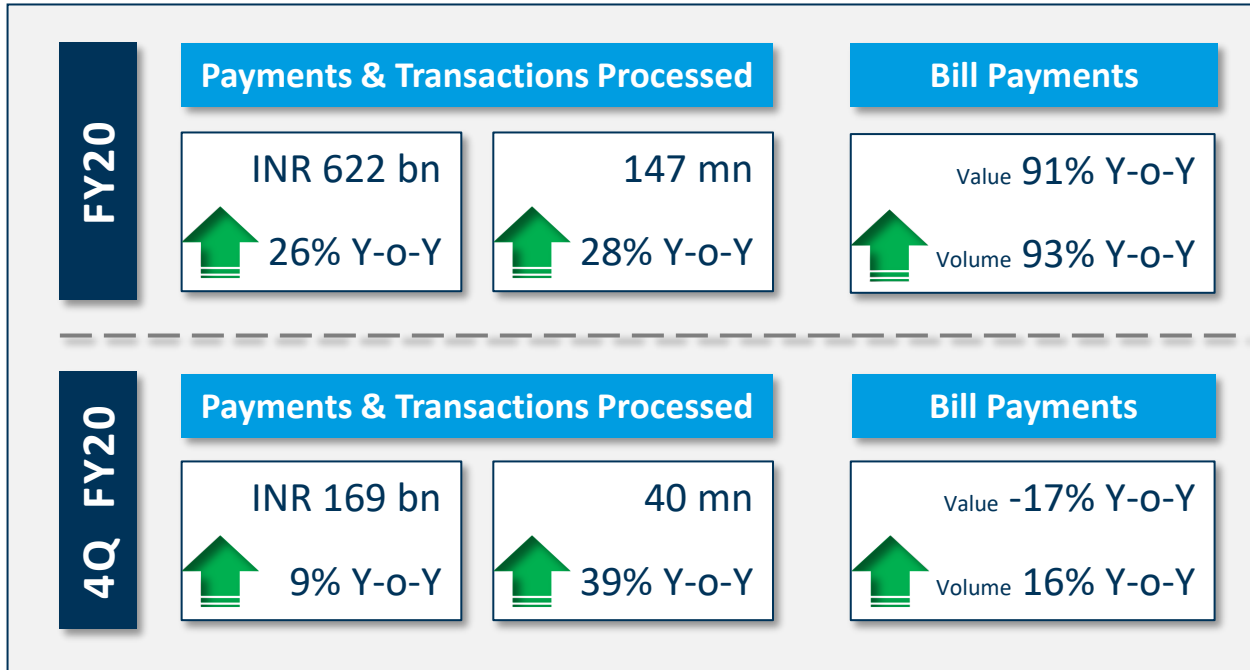 FY20
Payments & Transactions Processed
INR 622 bn
26% Y-o-Y
147 mn
28% Y-o-Y
Bill Payments
Value 91% Y-o-Y
Volume 93% Y-o-Y
4Q FY20
Payments & Transactions Processed
INR 169 bn
9% Y-o-Y
40 mn
39% Y-o-Y
Bill Payments
Value -17% Y-o-Y
Volume 16% Y-o-Y